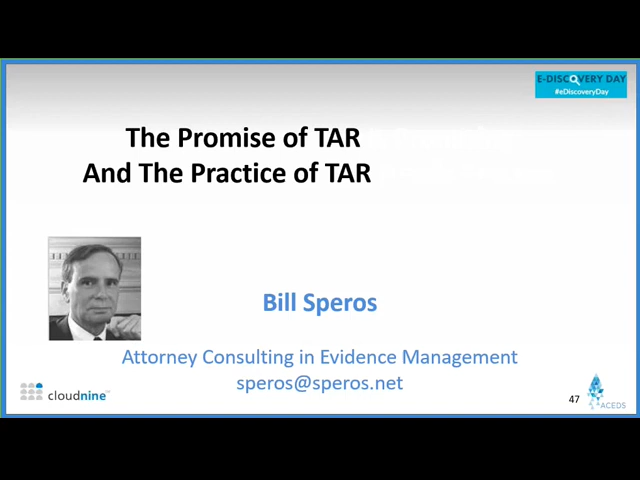 E-DISCOVERY DAY
#eDiscoveryDay
The Promise of TAR
And The Practice of TAR
Bill Speros
Attorney Consulting in Evidence Management
speros@speros.net
cloudnine
47
ACEDS